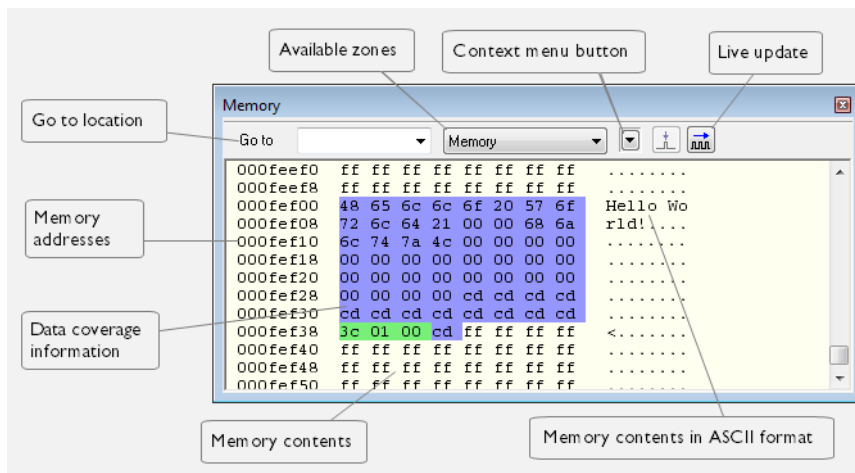 Available zones
Context menu button
Live update
Go to location
Memory
Go to Memory
000feef0 ff ff ff ff ff ff ff ff ........
000feef8 ff ff ff ff ff ff ff ff ........
000fef00 48 65 6c 6c 6f 20 57 6f Hello Wo
000fef08 72 6c 64 21 00 00 68 6a rld!....
000fef10 6c 74 7a 4c 00 00 00 00 ........
000fef18 00 00 00 00 00 00 00 00 ........
000fef20 00 00 00 00 00 00 00 00 ........
000fef28 00 00 00 00 cd cd cd cd ........
000fef30 cd cd cd cd cd cd cd cd ........
000fef38 3c 01 00 cd ff ff ff ff <.......
000fef40 ff ff ff ff ff ff ff ff ........
000fef48 ff ff ff ff ff ff ff ff ........
000fef50 ff ff ff ff ff ff ff ff ........
Memory
addresses
Data coverage
information
Memory contents
Memory contents in ASCII format